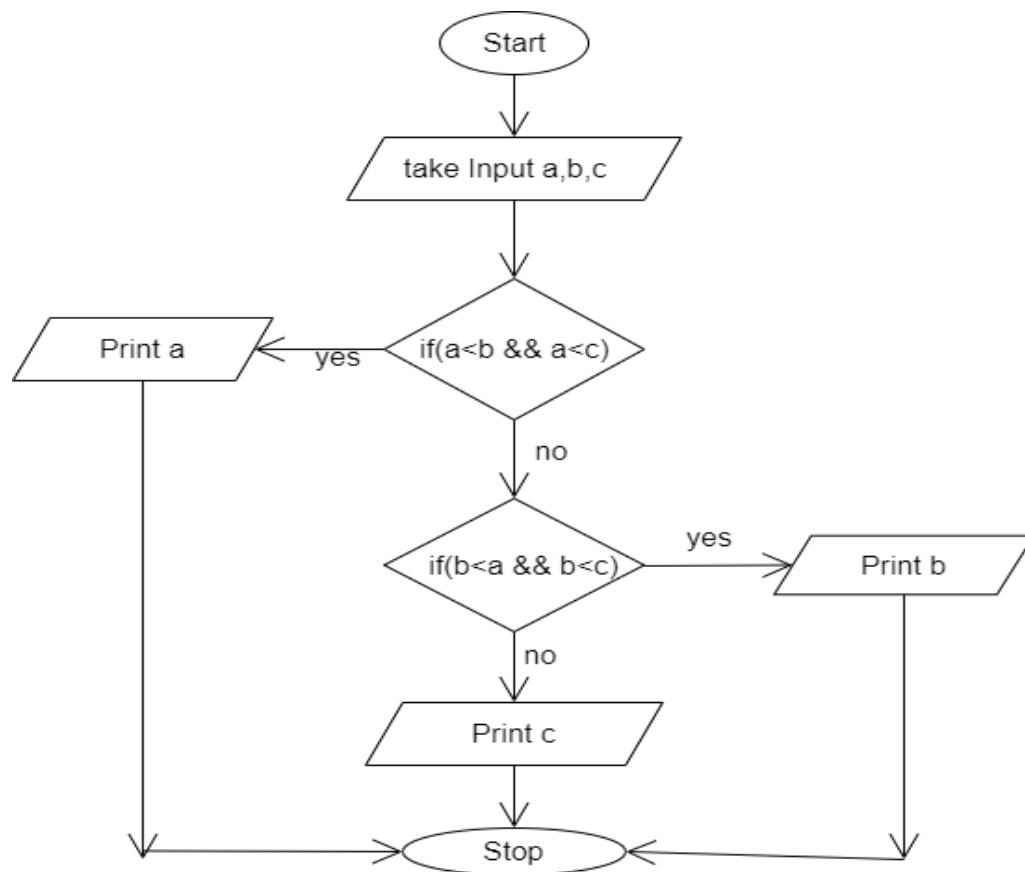 Start
take Input a,b,c
if(a<b && a<c)
yes
Print a
no
if(b<a && b<c)
yes
Print b
no
Print c
Stop